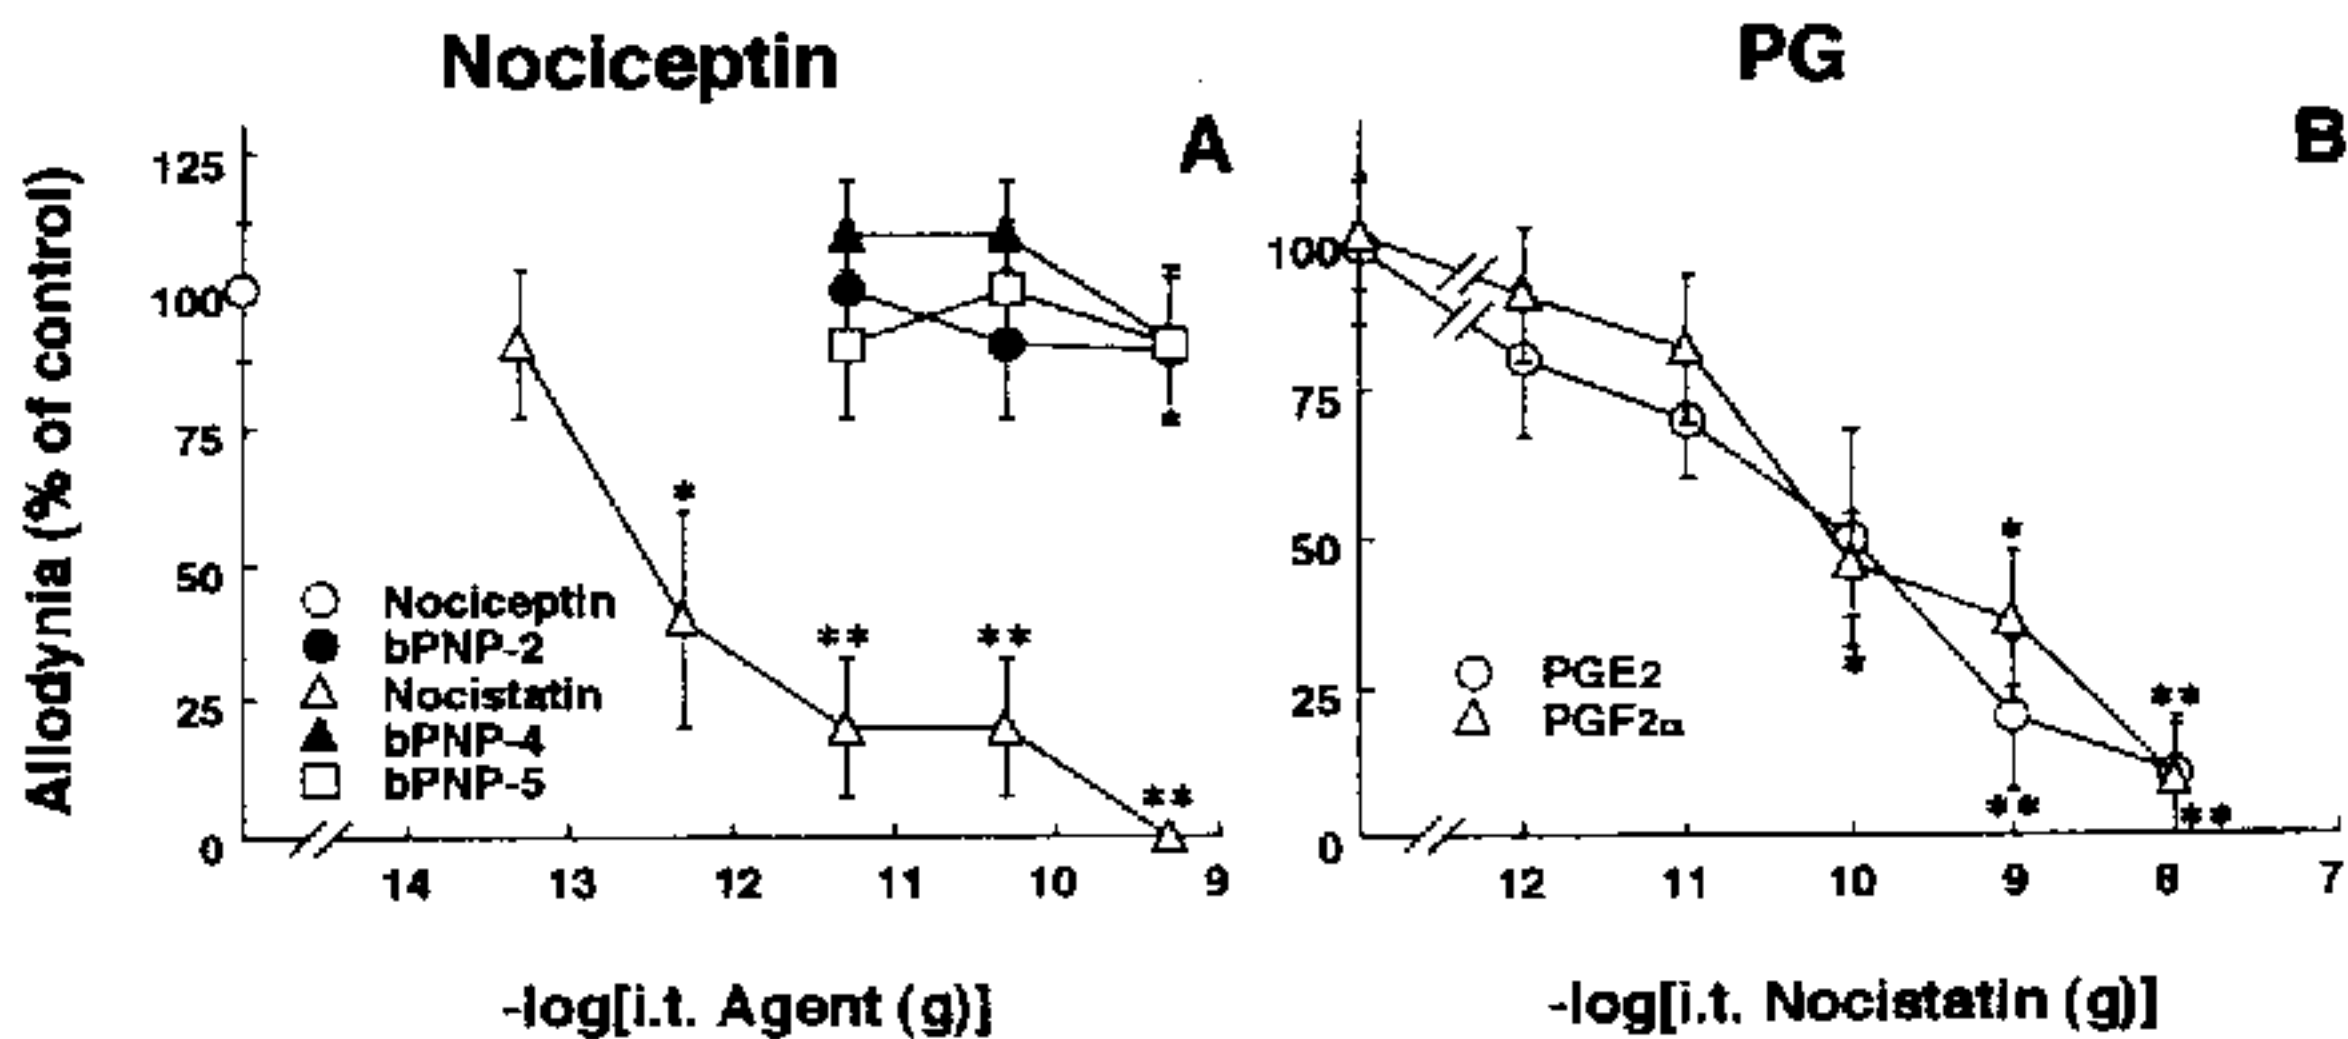 Nociceptin
PG
A
B
Allodynia (% of control)
125
100
75
50
25
0
Nociceptin
bPNP-2
Nocistatin
bPNP-4
bPNP-5
*
**
**
**
*
14 13 12 11 10 9
-log[i.t. Agent (g)]
100
75
50
25
0
PGE2
PGF2α
*
*
**
**
**
12 11 10 9 8 7
-log[i.t. Nocistatin (g)]